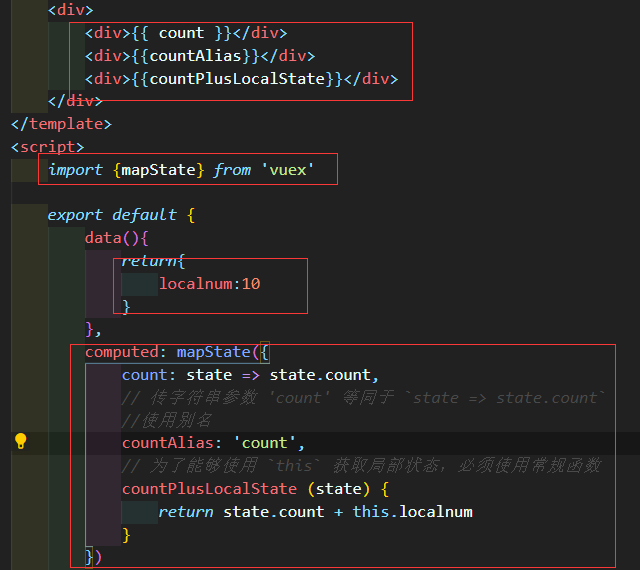 <div>
<div>{{ count }}</div>
<div>{{countAlias}}</div>
<div>{{countPlusLocalState}}</div>
</div>
</template>
<script>
import {mapState} from 'vuex'
export default {
data(){
return{
localnum:10
}
},
computed: mapState({
count: state => state.count,
// 传字符串参数 'count' 等同于 `state => state.count`
//使用别名
countAlias: 'count',
// 为了能够使用 `this` 获取局部状态，必须使用常规函数
countPlusLocalState (state) {
return state.count + this.localnum
}
})